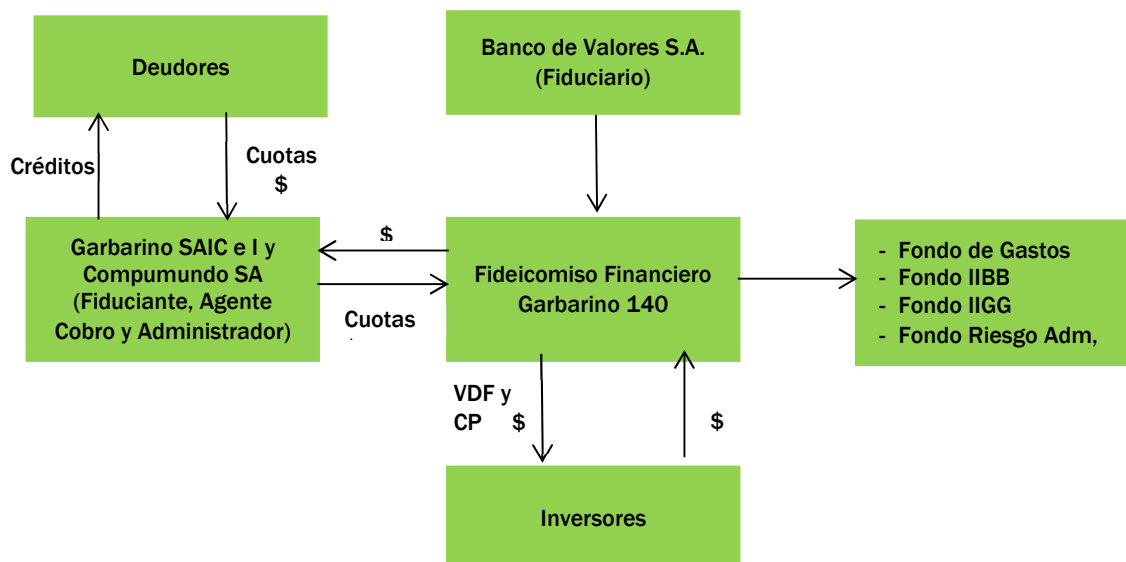 Deudores
Banco de Valores S.A.
(Fiduciario)
Créditos
Cuotas
$
Garbarino SAIC e I y
Compumundo SA
(Fiduciante, Agente
Cobro y Administrador)
$
Cuotas
Fideicomiso Financiero
Garbarino 140
- Fondo de Gastos
- Fondo IIBB
- Fondo IIGG
- Fondo Riesgo Adm,
VDF y
CP $
$
Inversores